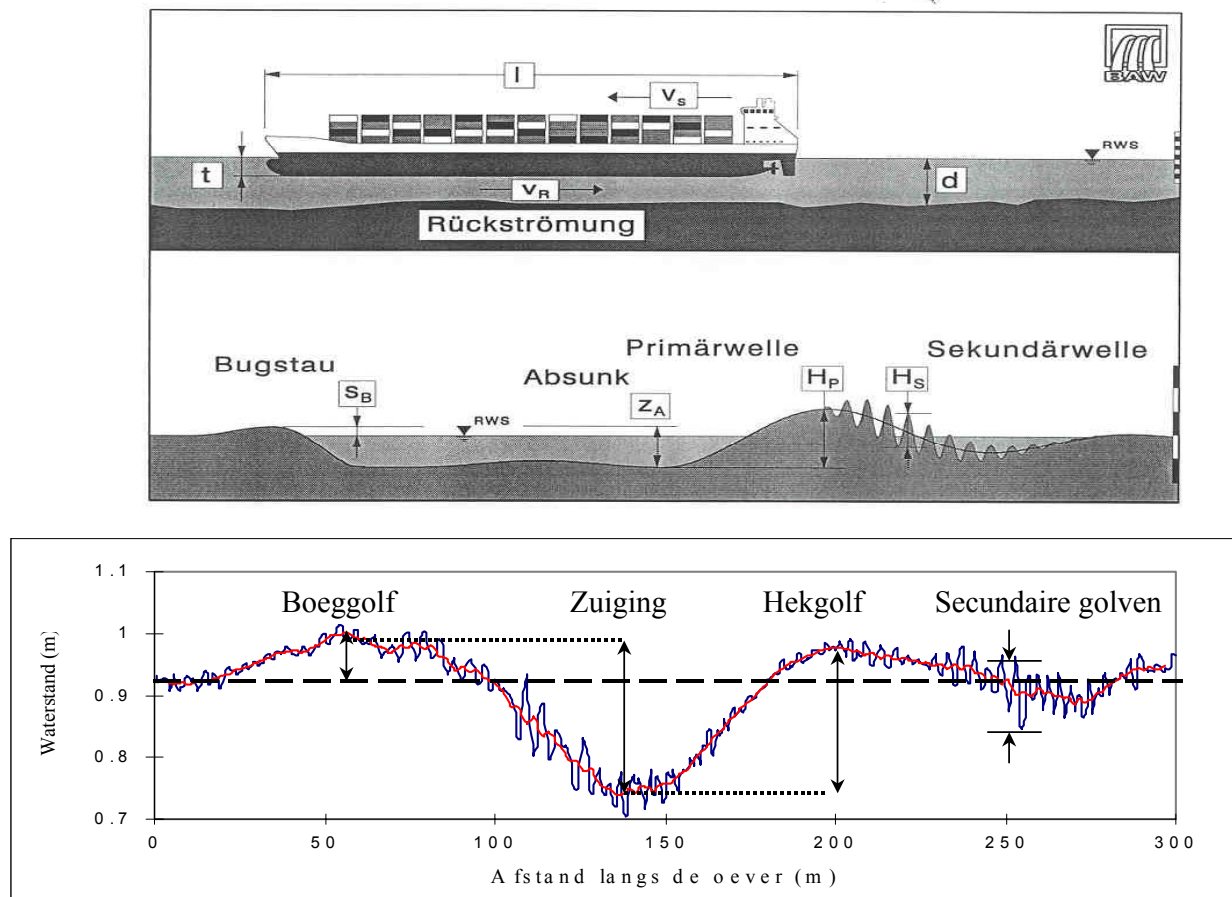 BAW
l
v_S
RWS
t
d
v_R
Rückströmung
Primärwelle
Sekundärwelle
Bugstau
Absunk
H_P
H_S
s_B
z_A
RWS
1.1
Boeggolf Zuiging Hekgolf Secundaire golven
1
0.9
0.8
0.7
Waterstand (m)
0 50 100 150 200 250 300
Afstand langs de oever (m)